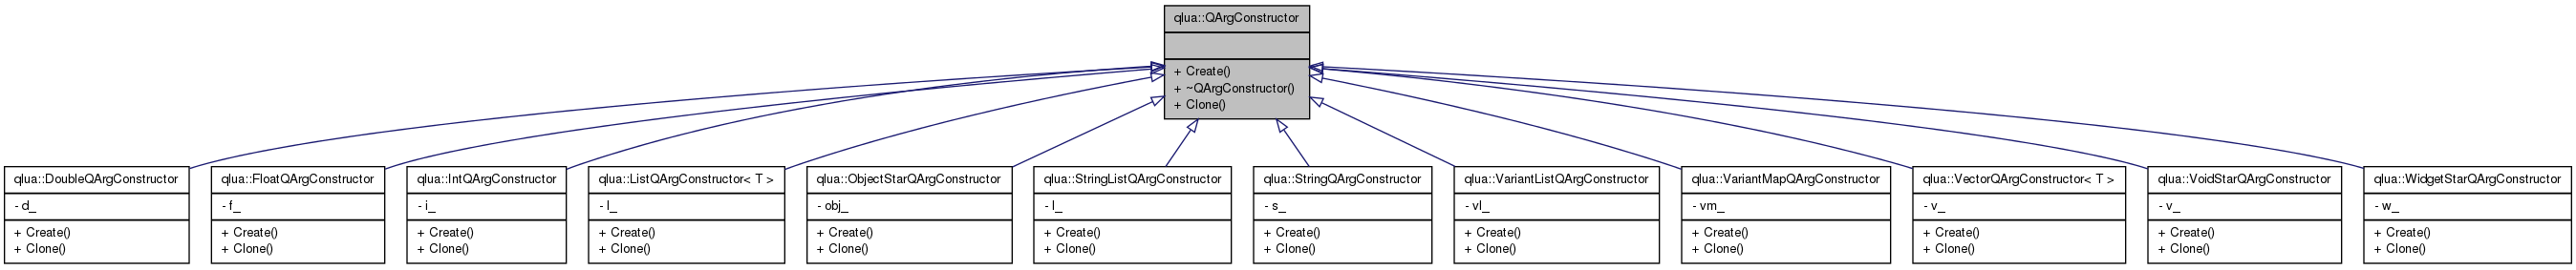 qlua::QArgConstructor
+ Create()
+ ~QArgConstructor()
+ Clone()
qlua::DoubleQArgConstructor
- d_
+ Create()
+ Clone()
qlua::FloatQArgConstructor
- f_
+ Create()
+ Clone()
qlua::IntQArgConstructor
- i_
+ Create()
+ Clone()
qlua::ListQArgConstructor< T >
- l_
+ Create()
+ Clone()
qlua::ObjectStarQArgConstructor
- obj_
+ Create()
+ Clone()
qlua::StringListQArgConstructor
- l_
+ Create()
+ Clone()
qlua::StringQArgConstructor
- s_
+ Create()
+ Clone()
qlua::VariantListQArgConstructor
- vl_
+ Create()
+ Clone()
qlua::VariantMapQArgConstructor
- vm_
+ Create()
+ Clone()
qlua::VectorQArgConstructor< T >
- v_
+ Create()
+ Clone()
qlua::VoidStarQArgConstructor
- v_
+ Create()
+ Clone()
qlua::WidgetStarQArgConstructor
- w_
+ Create()
+ Clone()